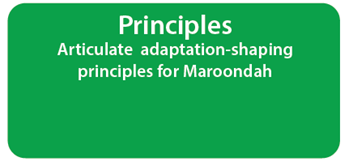 Principles
Articulate adaptation-shaping
principles for Maroondah